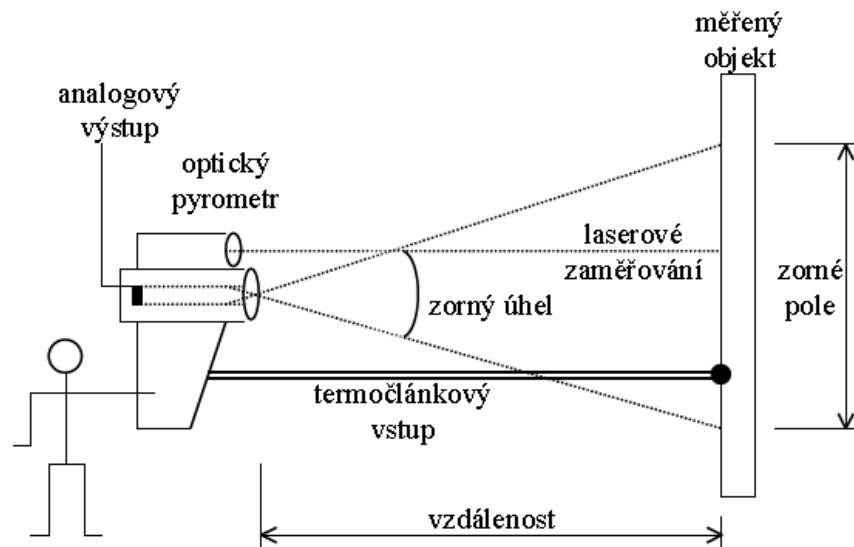 měřený
objekt
analogový
výstup
optický
pyrometr
laserové
zaměřování
zorný úhel
zorné
pole
termočlánkový
vstup
vzdálenost